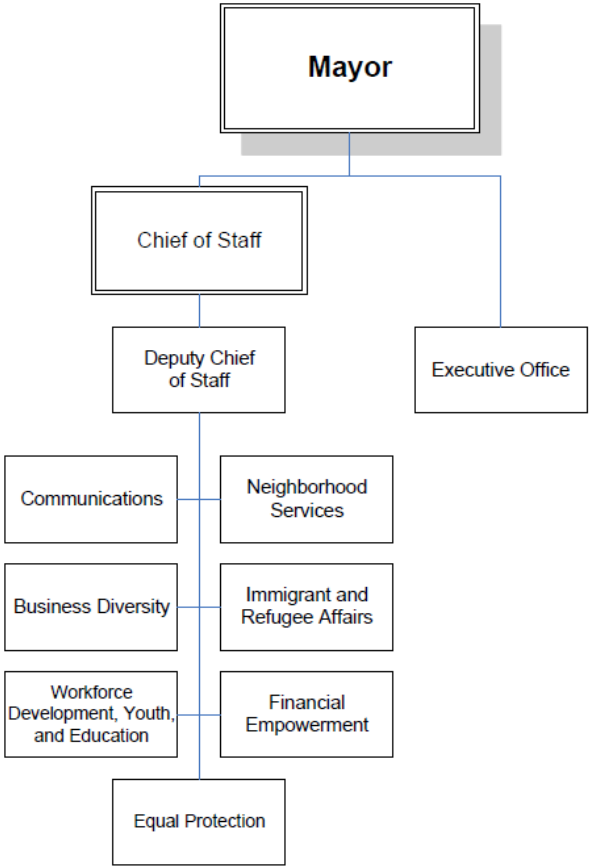 Mayor
Chief of Staff
Deputy Chief
of Staff
Executive Office
Communications
Neighborhood
Services
Business Diversity
Immigrant and
Refugee Affairs
Workforce
Development, Youth,
and Education
Financial
Empowerment
Equal Protection